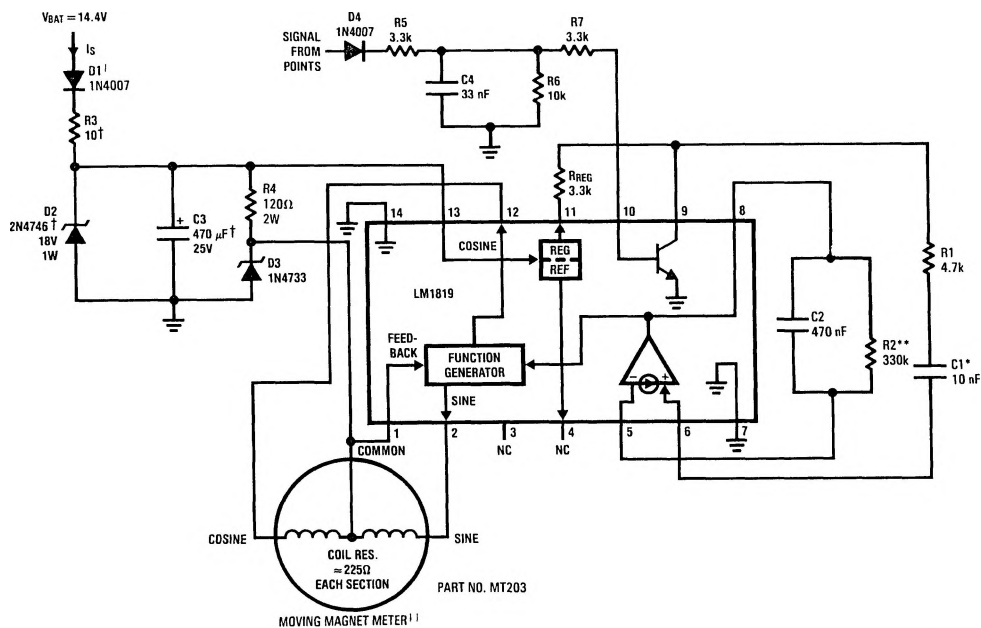 VBAT = 14.4V
IS
D1†
1N4007
R3
10†
D2
2N4746†
18V
1W
C3
+
470 µF†
25V
R4
120Ω
2W
D3
1N4733
SIGNAL
FROM
POINTS
D4
1N4007
R5
3.3k
C4
33 nF
R6
10k
R7
3.3k
RREG
3.3k
14
13
12
11
10
9
8
COSINE
REG
REF
LM1819
FEED-
BACK
FUNCTION
GENERATOR
SINE
- +
1
2
3
4
5
6
7
COMMON
NC
NC
C2
470 nF
R2**
330k
R1
4.7k
C1*
10 nF
COSINE
SINE
COIL RES.
≈225Ω
EACH SECTION
PART NO. MT203
MOVING MAGNET METER††